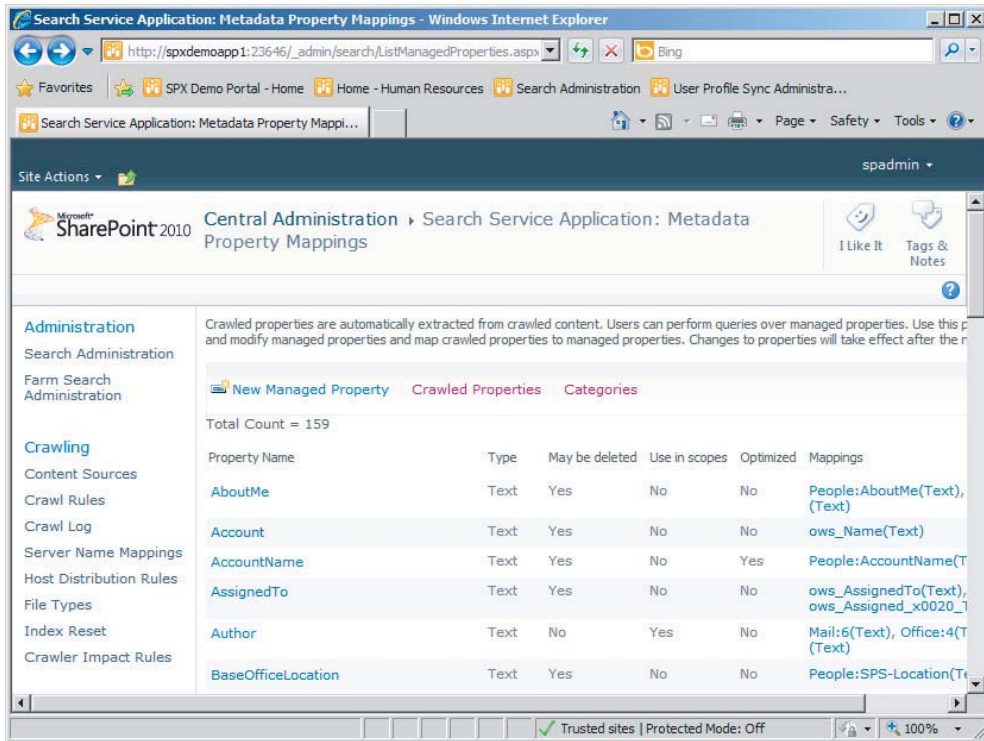 Search Service Application: Metadata Property Mappings - Windows Internet Explorer
http://spxdemoapp1:23646/_admin/search/ListManagedProperties.aspx
Bing
Favorites SPX Demo Portal - Home Home - Human Resources Search Administration User Profile Sync Administra...
Search Service Application: Metadata Property Mappi...
Page Safety Tools
spadmin
Site Actions
Microsoft
SharePoint 2010
Central Administration Search Service Application: Metadata
Property Mappings
I Like It
Tags &
Notes
Administration
Search Administration
Farm Search
Administration
Crawling
Content Sources
Crawl Rules
Crawl Log
Server Name Mappings
Host Distribution Rules
File Types
Index Reset
Crawler Impact Rules
Crawled properties are automatically extracted from crawled content. Users can perform queries over managed properties. Use this p
and modify managed properties and map crawled properties to managed properties. Changes to properties will take effect after the n
New Managed Property Crawled Properties Categories
Total Count = 159
Property Name Type May be deleted Use in scopes Optimized Mappings
AboutMe Text Yes No No People:AboutMe(Text),
(Text)
Account Text Yes No No ows_Name(Text)
AccountName Text Yes No Yes People:AccountName(T
AssignedTo Text Yes No No ows_AssignedTo(Text),
ows_Assigned_x0020_T
Author Text No Yes No Mail:6(Text), Office:4(T
(Text)
BaseOfficeLocation Text Yes No No People:SPS-Location(Te
Trusted sites | Protected Mode: Off 100%